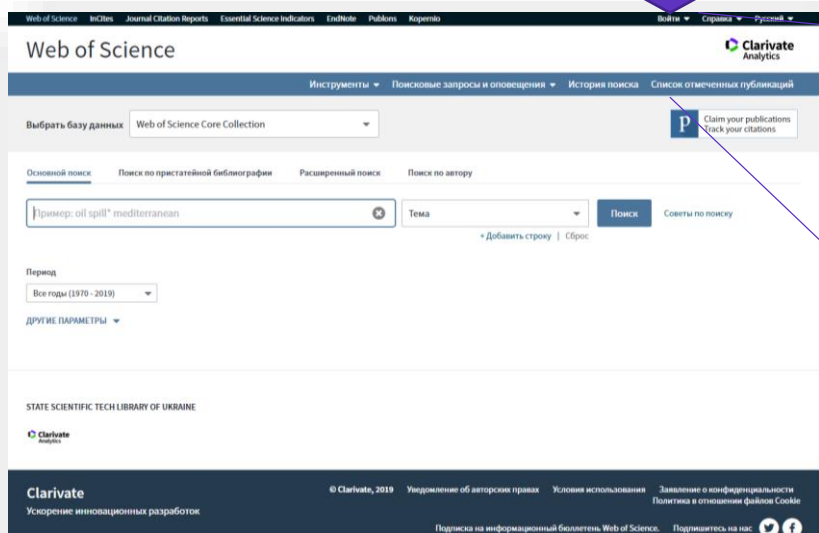 Web of Science InCites Journal Citation Reports Essential Science Indicators EndNote Publons Kopernio Войти Справка Русский
Web of Science
Clarivate
Analytics
Инструменты Поисковые запросы и оповещения История поиска Список отмеченных публикаций
Выбрать базу данных Web of Science Core Collection
p Claim your publications
Track your citations
Основной поиск Поиск по пристатейной библиографии Расширенный поиск Поиск по автору
Пример: oil spill* mediterranean Тема Поиск Советы по поиску
+ Добавить строку | Сброс
Период
Все годы (1970 - 2019)
ДРУГИЕ ПАРАМЕТРЫ
STATE SCIENTIFIC TECH LIBRARY OF UKRAINE
Clarivate
Analytics
Clarivate
Ускорение инновационных разработок
© Clarivate, 2019 Уведомление об авторских правах Условия использования Заявление о конфиденциальности
Политика в отношении файлов Cookie
Подписка на информационный бюллетень Web of Science. Подпишитесь на нас